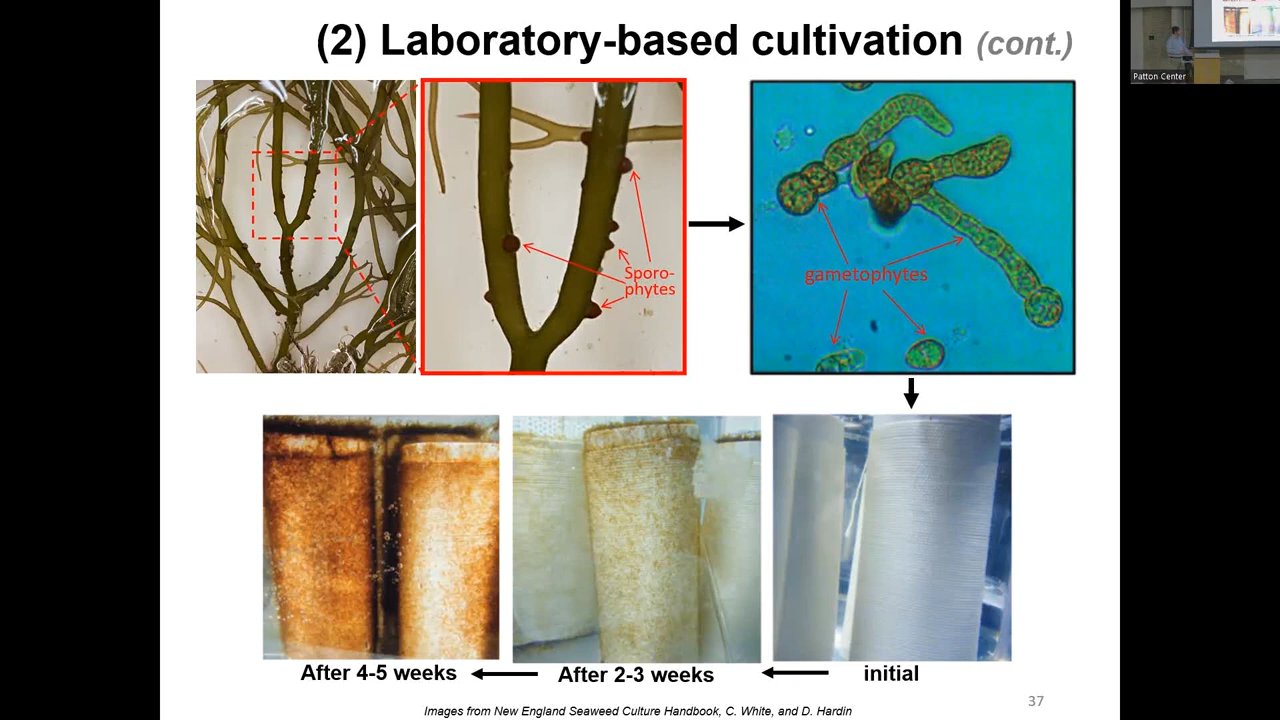 (2) Laboratory-based cultivation (cont.)
Patton Center
Sporo-
phytes
gametophytes
After 4-5 weeks
After 2-3 weeks
initial
37
Images from New England Seaweed Culture Handbook, C. White, and D. Hardin